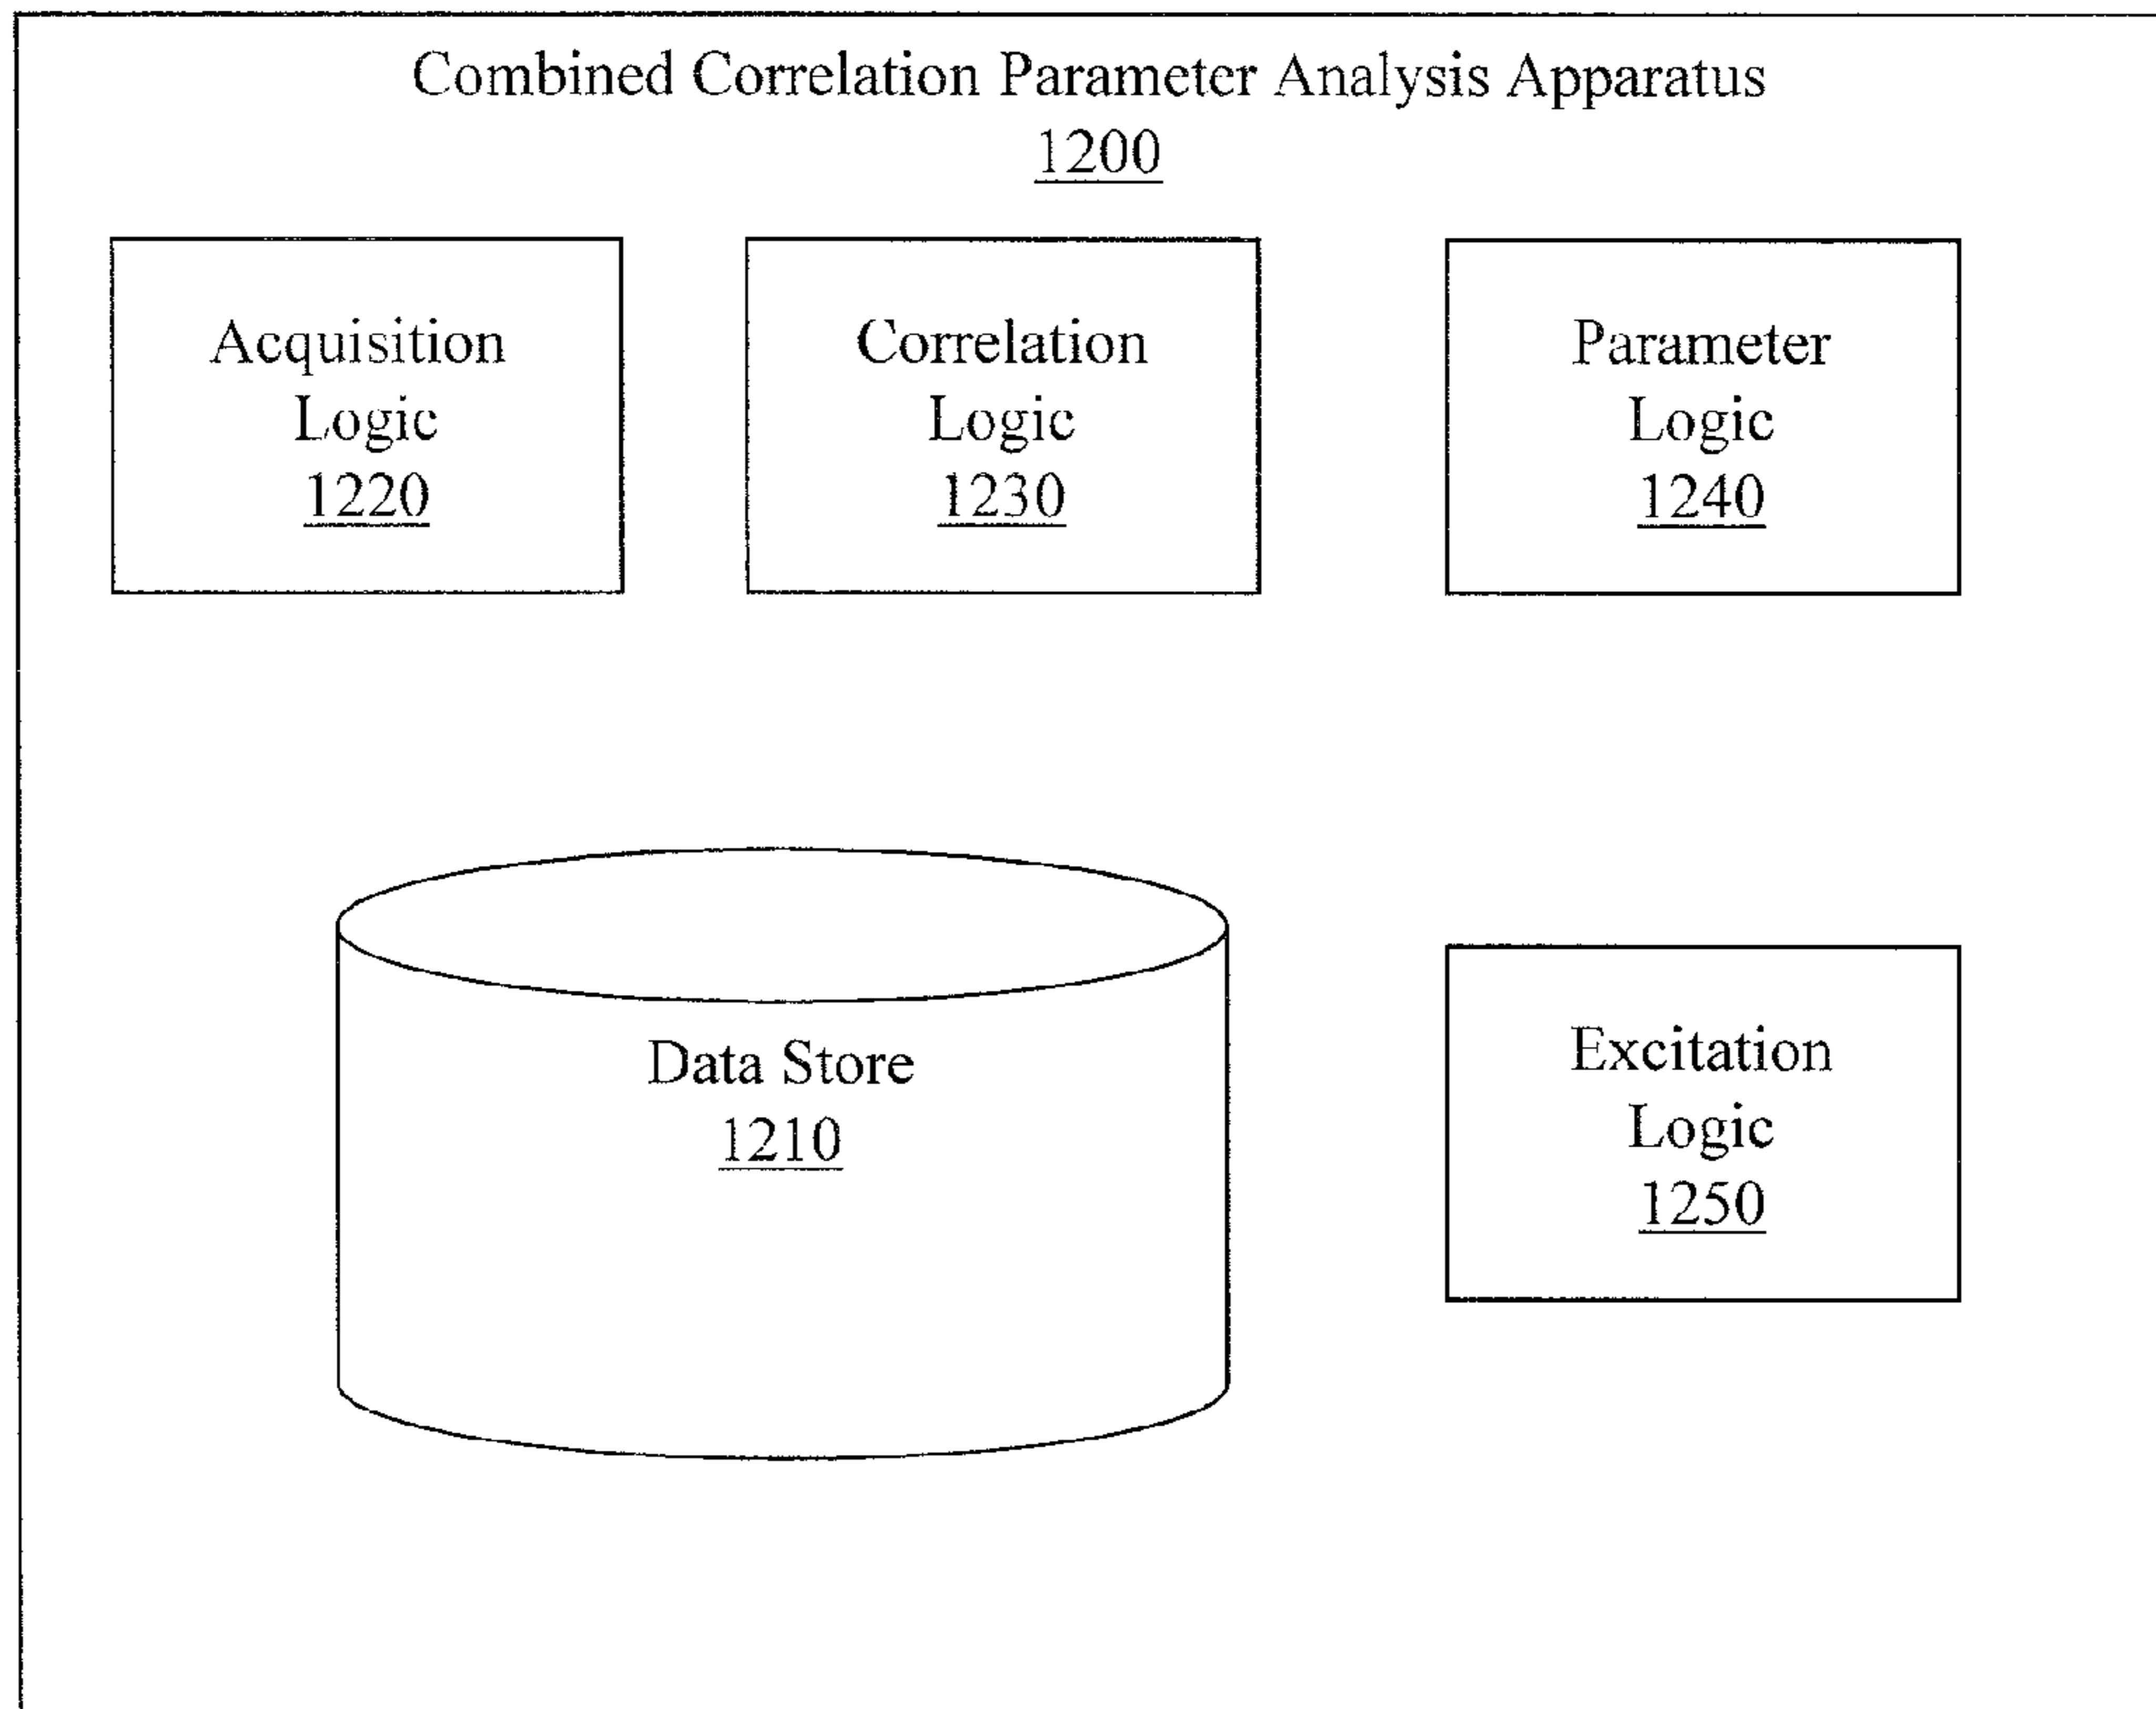 Combined Correlation Parameter Analysis Apparatus
1200
Acquisition
Logic
1220
Correlation
Logic
1230
Parameter
Logic
1240
Data Store
1210
Excitation
Logic
1250